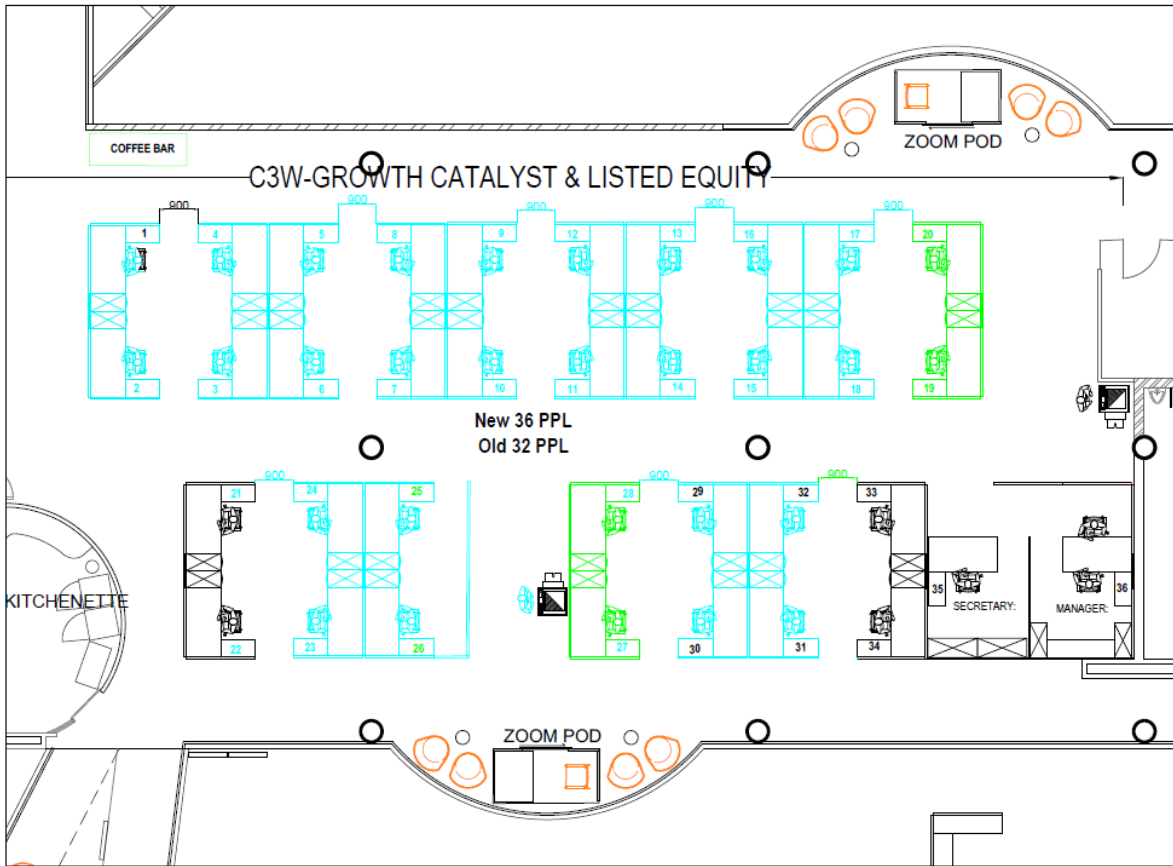 COFFEE BAR
ZOOM POD
C3W-GROWTH CATALYST & LISTED EQUITY
900 900 900 900 900
1 4 5 8 9 12 13 16 17 20
2 3 6 7 10 11 14 15 18 19
New 36 PPL
Old 32 PPL
900 900 900
21 24 25 28 29 32 33
35 36
KITCHENETTE
SECRETARY: MANAGER:
22 23 26 27 30 31 34
ZOOM POD